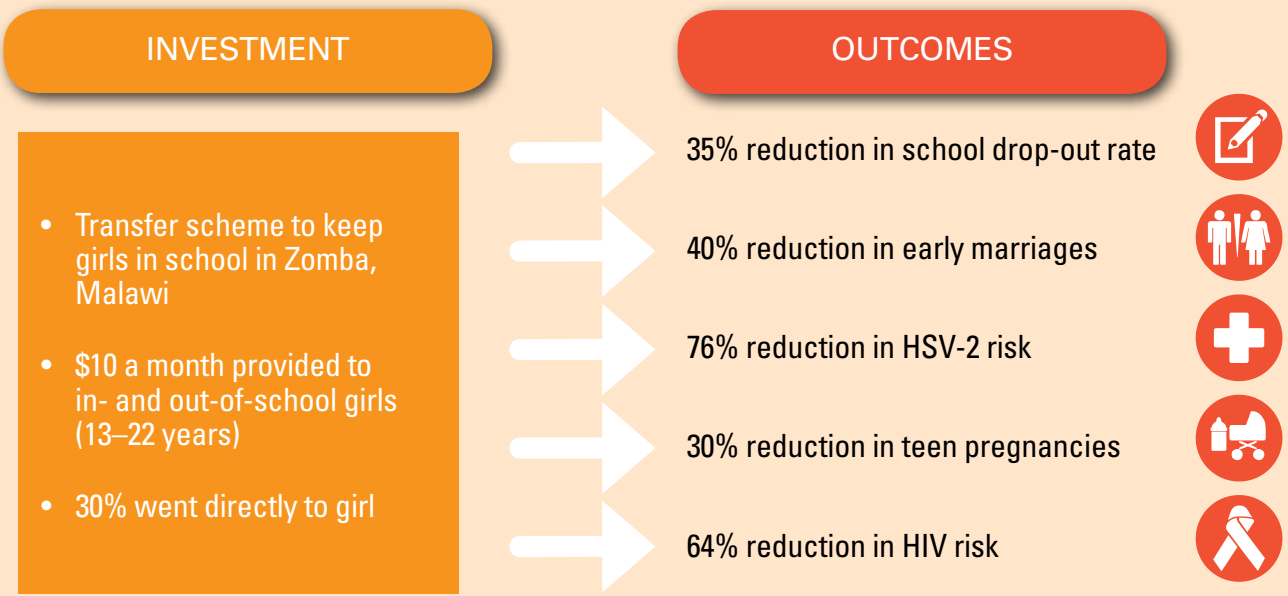 INVESTMENT
• Transfer scheme to keep
girls in school in Zomba,
Malawi
• $10 a month provided to
in- and out-of-school girls
(13–22 years)
• 30% went directly to girl
OUTCOMES
35% reduction in school drop-out rate
40% reduction in early marriages
76% reduction in HSV-2 risk
30% reduction in teen pregnancies
64% reduction in HIV risk